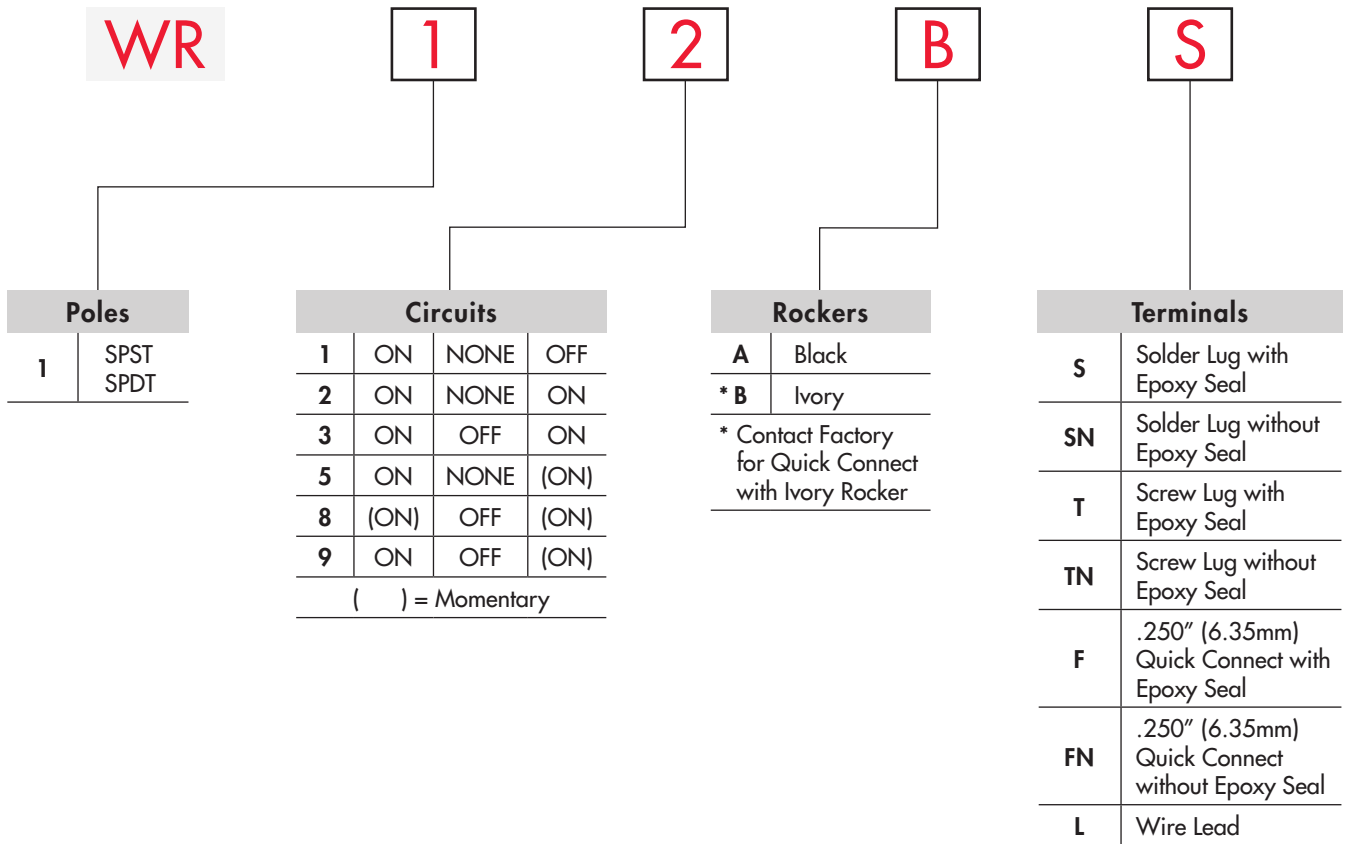 WR 1 2 B S
Poles
1 SPST
SPDT
Circuits
1 ON NONE OFF
2 ON NONE ON
3 ON OFF ON
5 ON NONE (ON)
8 (ON) OFF (ON)
9 ON OFF (ON)
( ) = Momentary
Rockers
A Black
* B Ivory
* Contact Factory
for Quick Connect
with Ivory Rocker
Terminals
S Solder Lug with
Epoxy Seal
SN Solder Lug without
Epoxy Seal
T Screw Lug with
Epoxy Seal
TN Screw Lug without
Epoxy Seal
F .250″ (6.35mm)
Quick Connect with
Epoxy Seal
FN .250″ (6.35mm)
Quick Connect
without Epoxy Seal
L Wire Lead